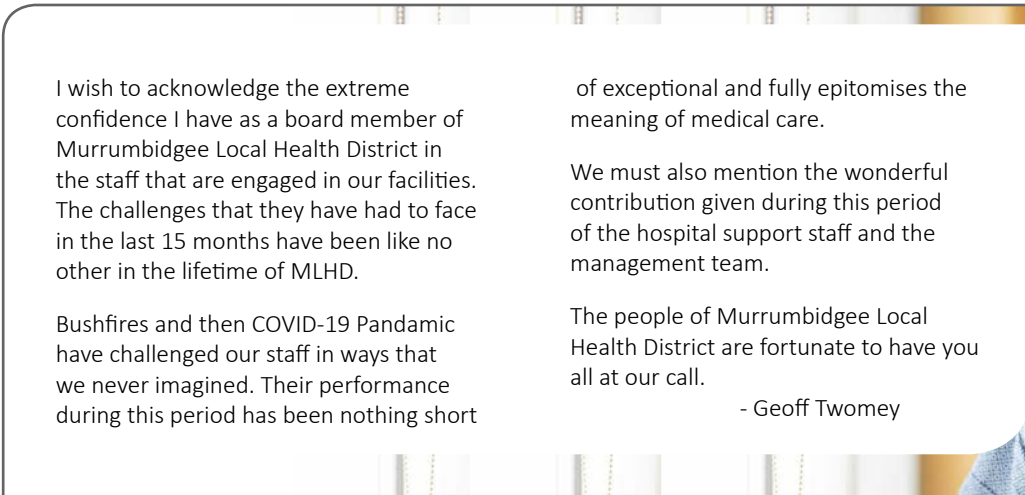 I wish to acknowledge the extreme
confidence I have as a board member of
Murrumbidgee Local Health District in
the staff that are engaged in our facilities.
The challenges that they have had to face
in the last 15 months have been like no
other in the lifetime of MLHD.
Bushfires and then COVID-19 Pandamic
have challenged our staff in ways that
we never imagined. Their performance
during this period has been nothing short
of exceptional and fully epitomises the
meaning of medical care.
We must also mention the wonderful
contribution given during this period
of the hospital support staff and the
management team.
The people of Murrumbidgee Local
Health District are fortunate to have you
all at our call.
- Geoff Twomey